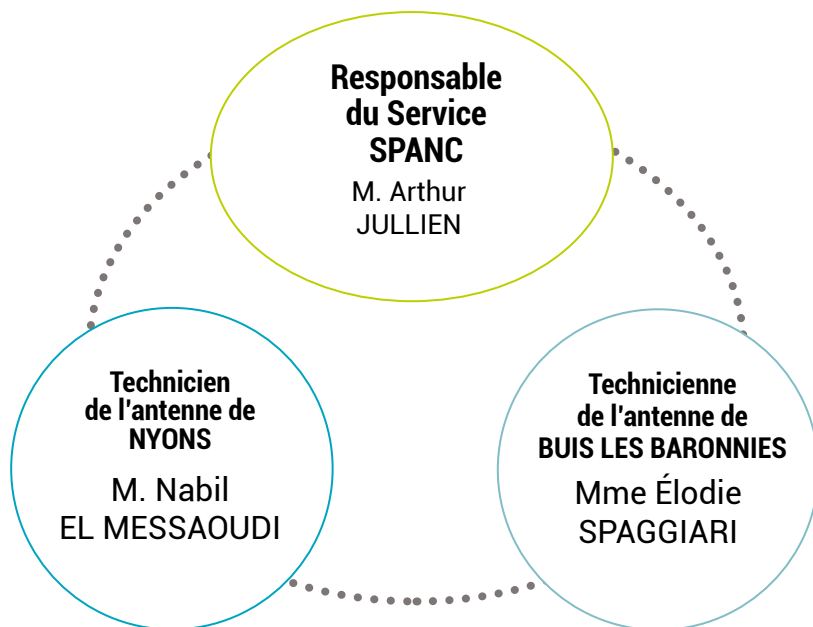 Responsable
du Service
SPANC
M. Arthur
JULLIEN
Technicien
de l'antenne de
NYONS
M. Nabil
EL MESSAOUDI
Technicienne
de l'antenne de
BUIS LES BARONNIES
Mme Élodie
SPAGGIARI